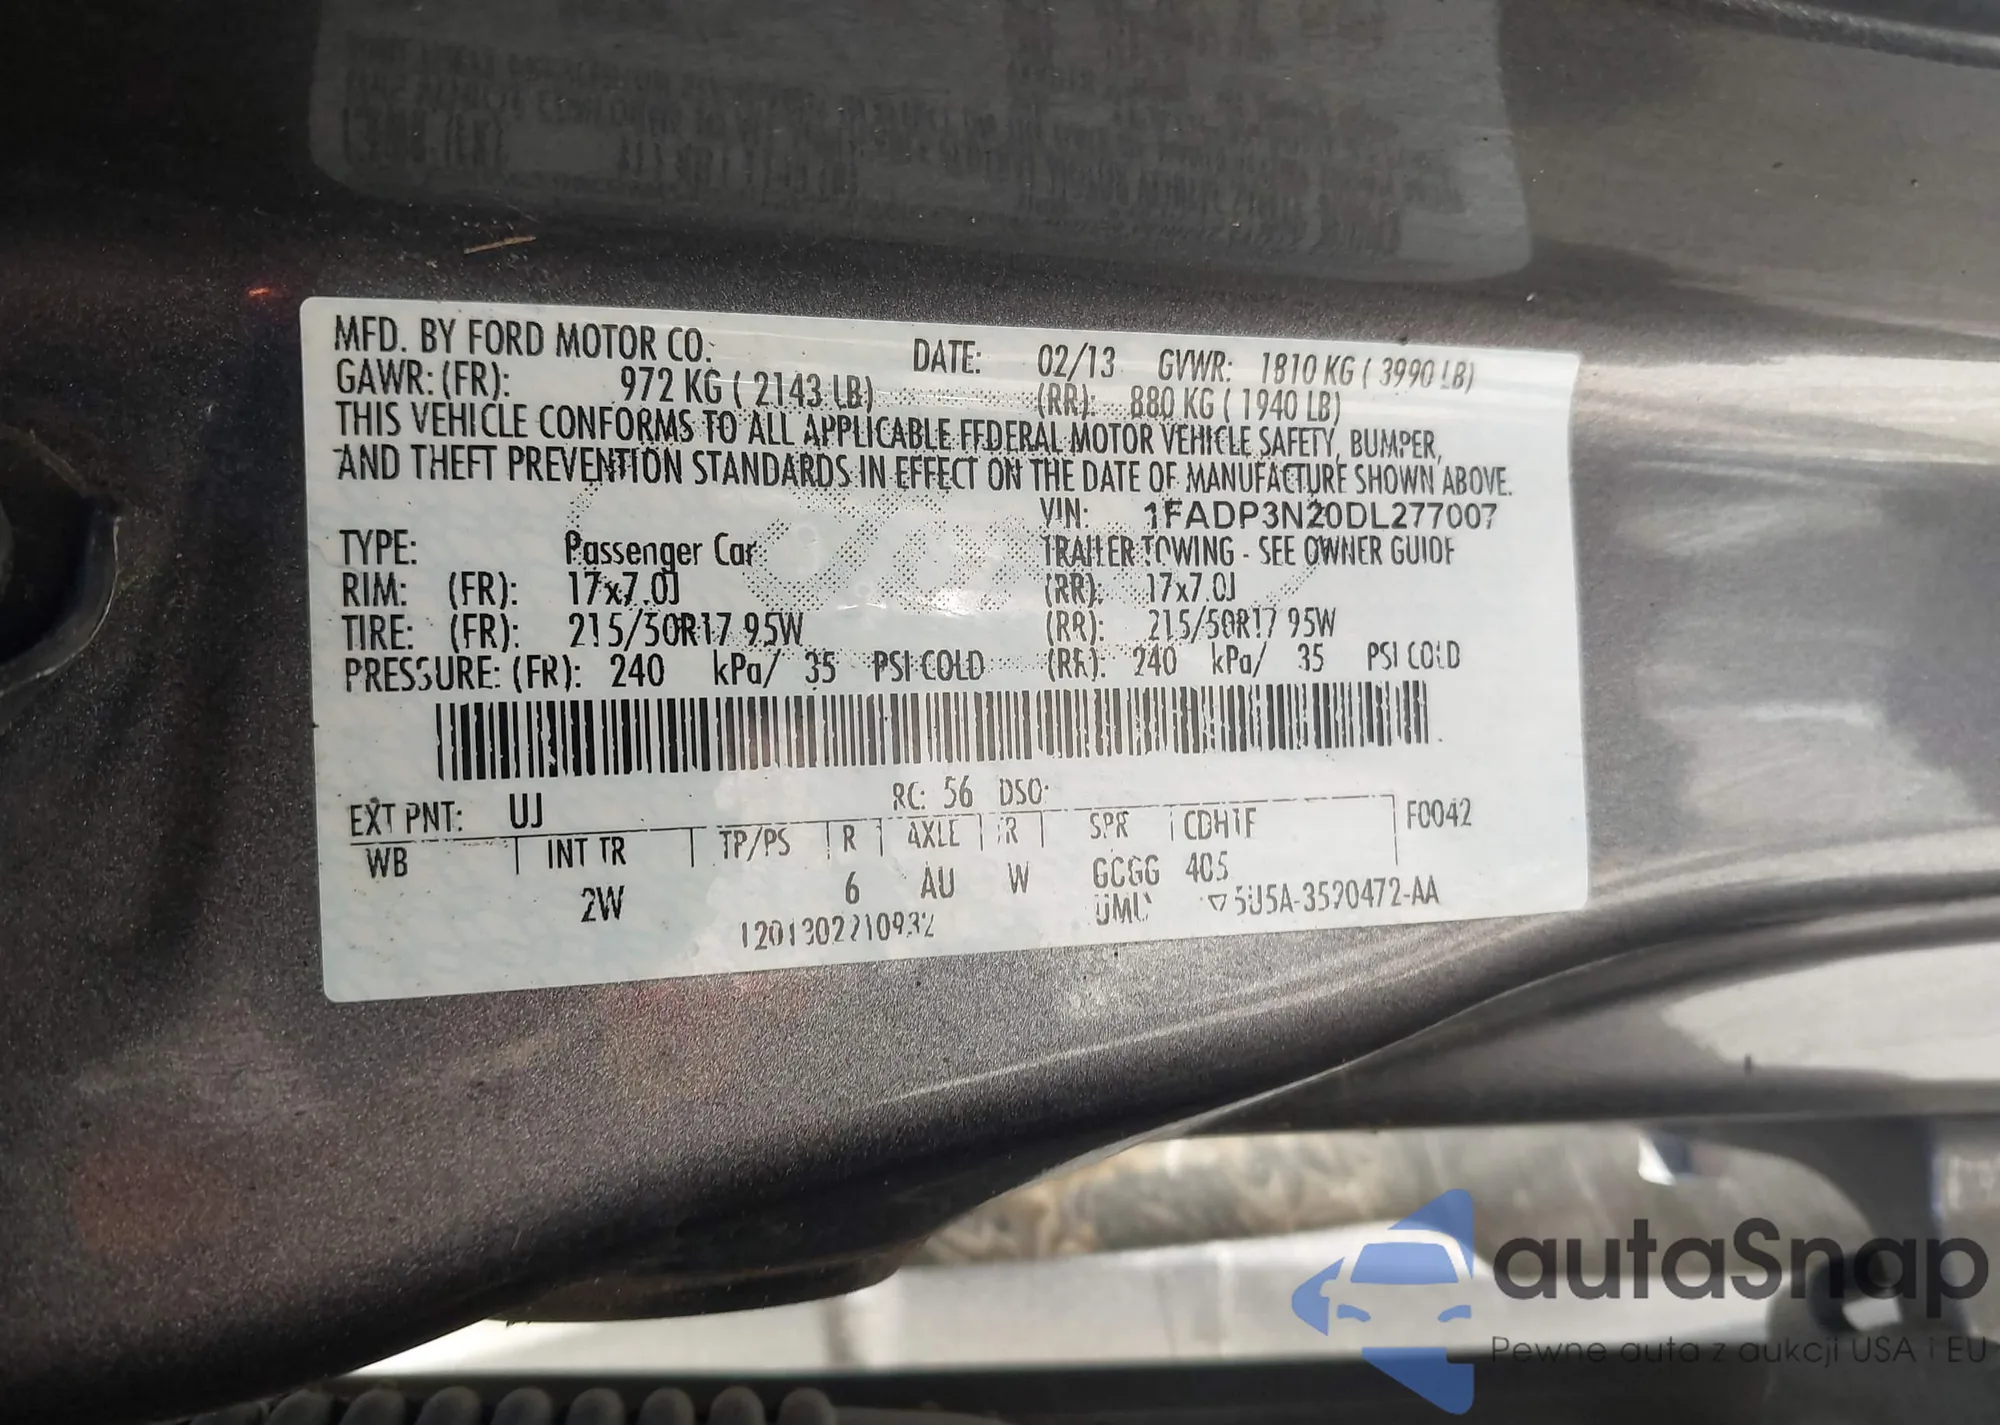 MFD. BY FORD MOTOR CO. DATE: 02/13 GVWR: 1810 KG ( 3990 LB)
GAWR: (FR): 972 KG ( 2143 LB) (RR): 880 KG ( 1940 LB)
THIS VEHICLE CONFORMS TO ALL APPLICABLE FEDERAL MOTOR VEHICLE SAFETY, BUMPER,
AND THEFT PREVENTION STANDARDS IN EFFECT ON THE DATE OF MANUFACTURE SHOWN ABOVE.
VIN: 1FADP3N20DL277007
TYPE: Passenger Car TRAILER TOWING - SEE OWNER GUIDE
RIM: (FR): 17x7.0J (RR): 17x7.0J
TIRE: (FR): 215/50R17 95W (RR): 215/50R17 95W
PRESSURE: (FR): 240 kPa/ 35 PSI COLD (RR): 240 kPa/ 35 PSI COLD
EXT PNT: UJ RC: 56 DSO:
WB INT TR TP/PS R AXLE R SPR CDH1F F0042
2W 6 AU W GCGG 405
5U5A-3520472-AA
1201302210932
autaSnap
Pewne auta z aukcji USA i EU